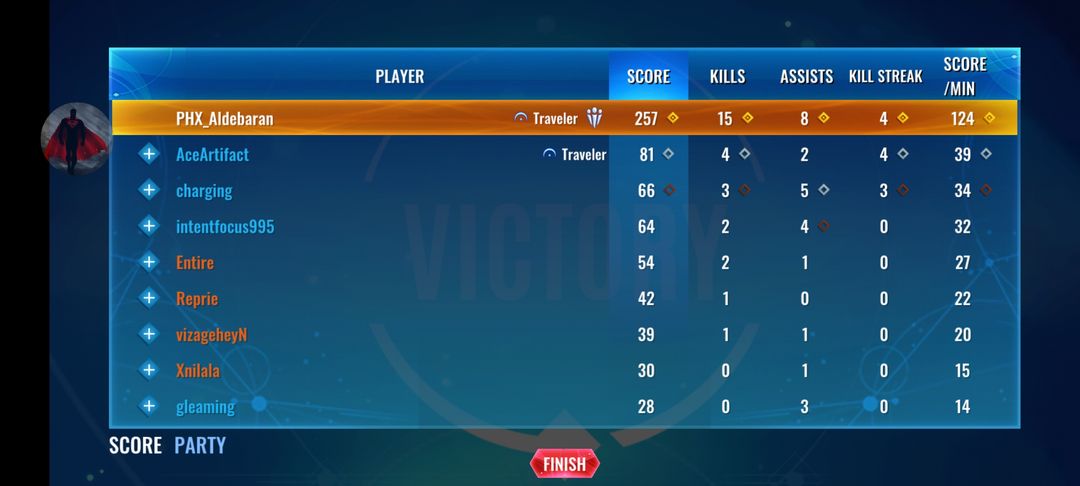 PLAYER SCORE KILLS ASSISTS KILL STREAK SCORE /MIN
PHX_Aldebaran Traveler 257 15 8 4 124
AceArtifact Traveler 81 4 2 4 39
charging 66 3 5 3 34
intentfocus995 64 2 4 0 32
Entire 54 2 1 0 27
Reprie 42 1 0 0 22
vizageheyN 39 1 1 0 20
Xnilala 30 0 1 0 15
gleaming 28 0 3 0 14
VICTORY
SCORE PARTY
FINISH